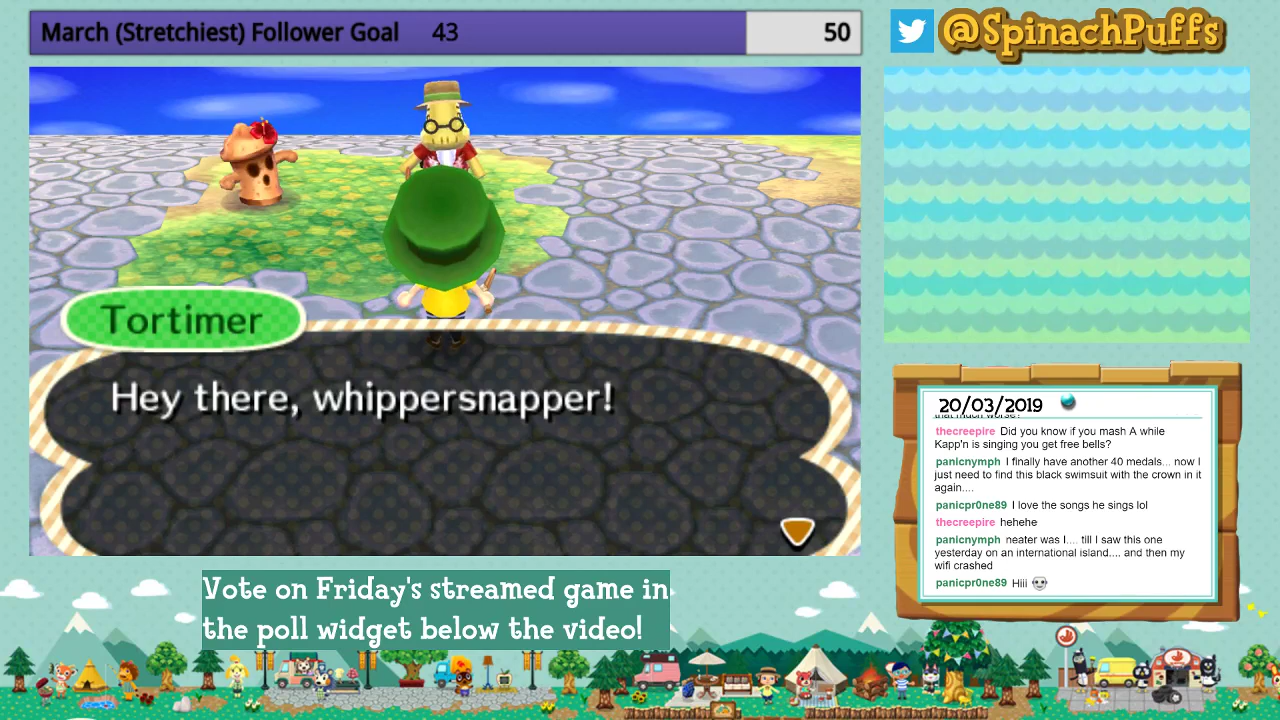 March (Stretchiest) Follower Goal 43 50
@SpinachPuffs
Tortimer
Hey there, whippersnapper!
20/03/2019
that much worse?
thecreepire Did you know if you mash A while
Kapp'n is singing you get free bells?
panicnymph I finally have another 40 medals... now I
just need to find this black swimsuit with the crown in it
again....
panicpr0ne89 I love the songs he sings lol
thecreepire hehehe
panicnymph neater was I.... till I saw this one
yesterday on an international island.... and then my
wifi crashed
panicpr0ne89 Hiii
Vote on Friday's streamed game in
the poll widget below the video!